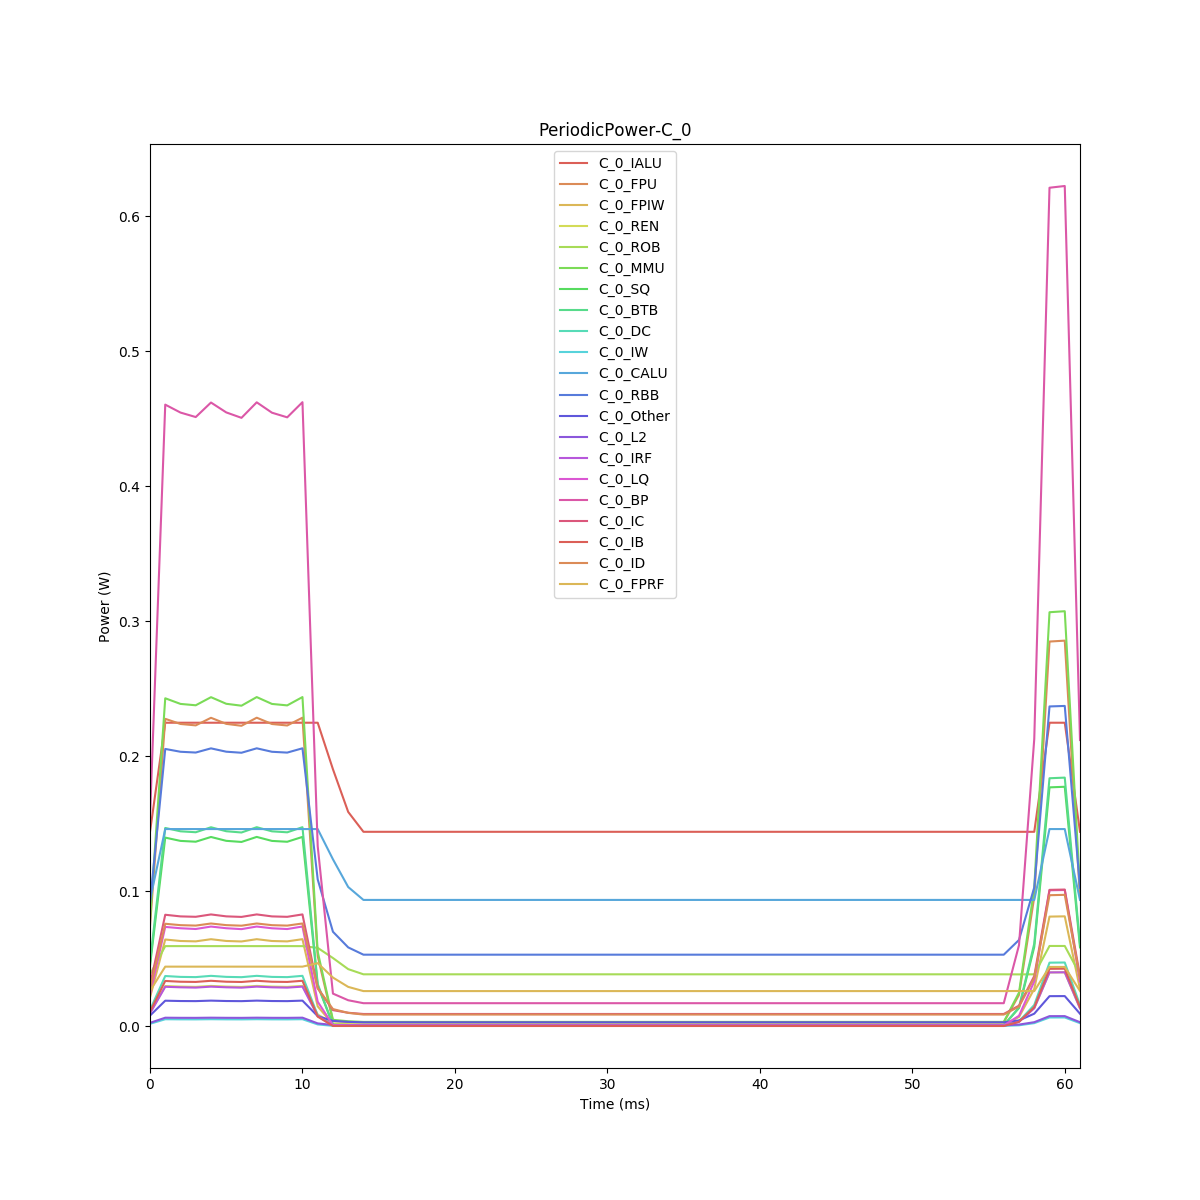 PeriodicPower-C_0
C_0_IALU
C_0_FPU
C_0_FPIW
C_0_REN
C_0_ROB
C_0_MMU
C_0_SQ
C_0_BTB
C_0_DC
C_0_IW
C_0_CALU
C_0_RBB
C_0_Other
C_0_L2
C_0_IRF
C_0_LQ
C_0_BP
C_0_IC
C_0_IB
C_0_ID
C_0_FPRF
0.6
0.5
0.4
0.3
0.2
0.1
0.0
Power (W)
0 10 20 30 40 50 60
Time (ms)